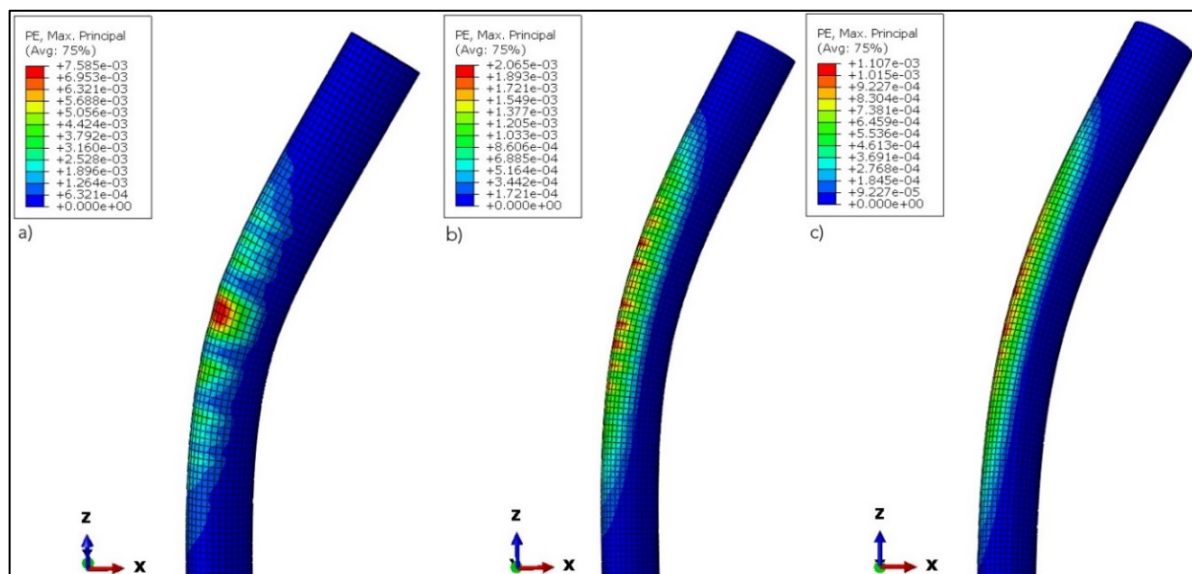 PE, Max. Principal
(Avg: 75%)
+7.585e-03
+6.953e-03
+6.321e-03
+5.688e-03
+5.056e-03
+4.424e-03
+3.792e-03
+3.160e-03
+2.528e-03
+1.896e-03
+1.264e-03
+6.321e-04
+0.000e+00
a)
z
x
PE, Max. Principal
(Avg: 75%)
+2.065e-03
+1.893e-03
+1.721e-03
+1.549e-03
+1.377e-03
+1.205e-03
+1.033e-03
+8.606e-04
+6.885e-04
+5.164e-04
+3.442e-04
+1.721e-04
+0.000e+00
b)
z
x
PE, Max. Principal
(Avg: 75%)
+1.107e-03
+1.015e-03
+9.227e-04
+8.304e-04
+7.381e-04
+6.459e-04
+5.536e-04
+4.613e-04
+3.691e-04
+2.768e-04
+1.845e-04
+9.227e-05
+0.000e+00
c)
z
x